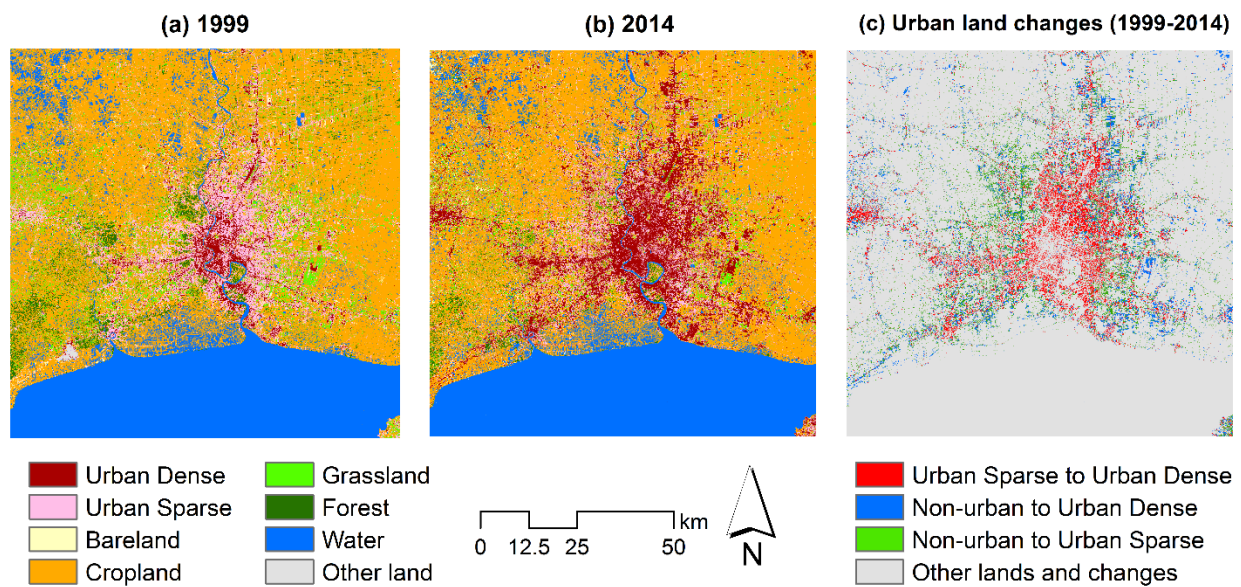 (a) 1999
(b) 2014
(c) Urban land changes (1999-2014)
Urban Dense
Urban Sparse
Bareland
Cropland
Grassland
Forest
Water
Other land
km
0 12.5 25 50
N
Urban Sparse to Urban Dense
Non-urban to Urban Dense
Non-urban to Urban Sparse
Other lands and changes